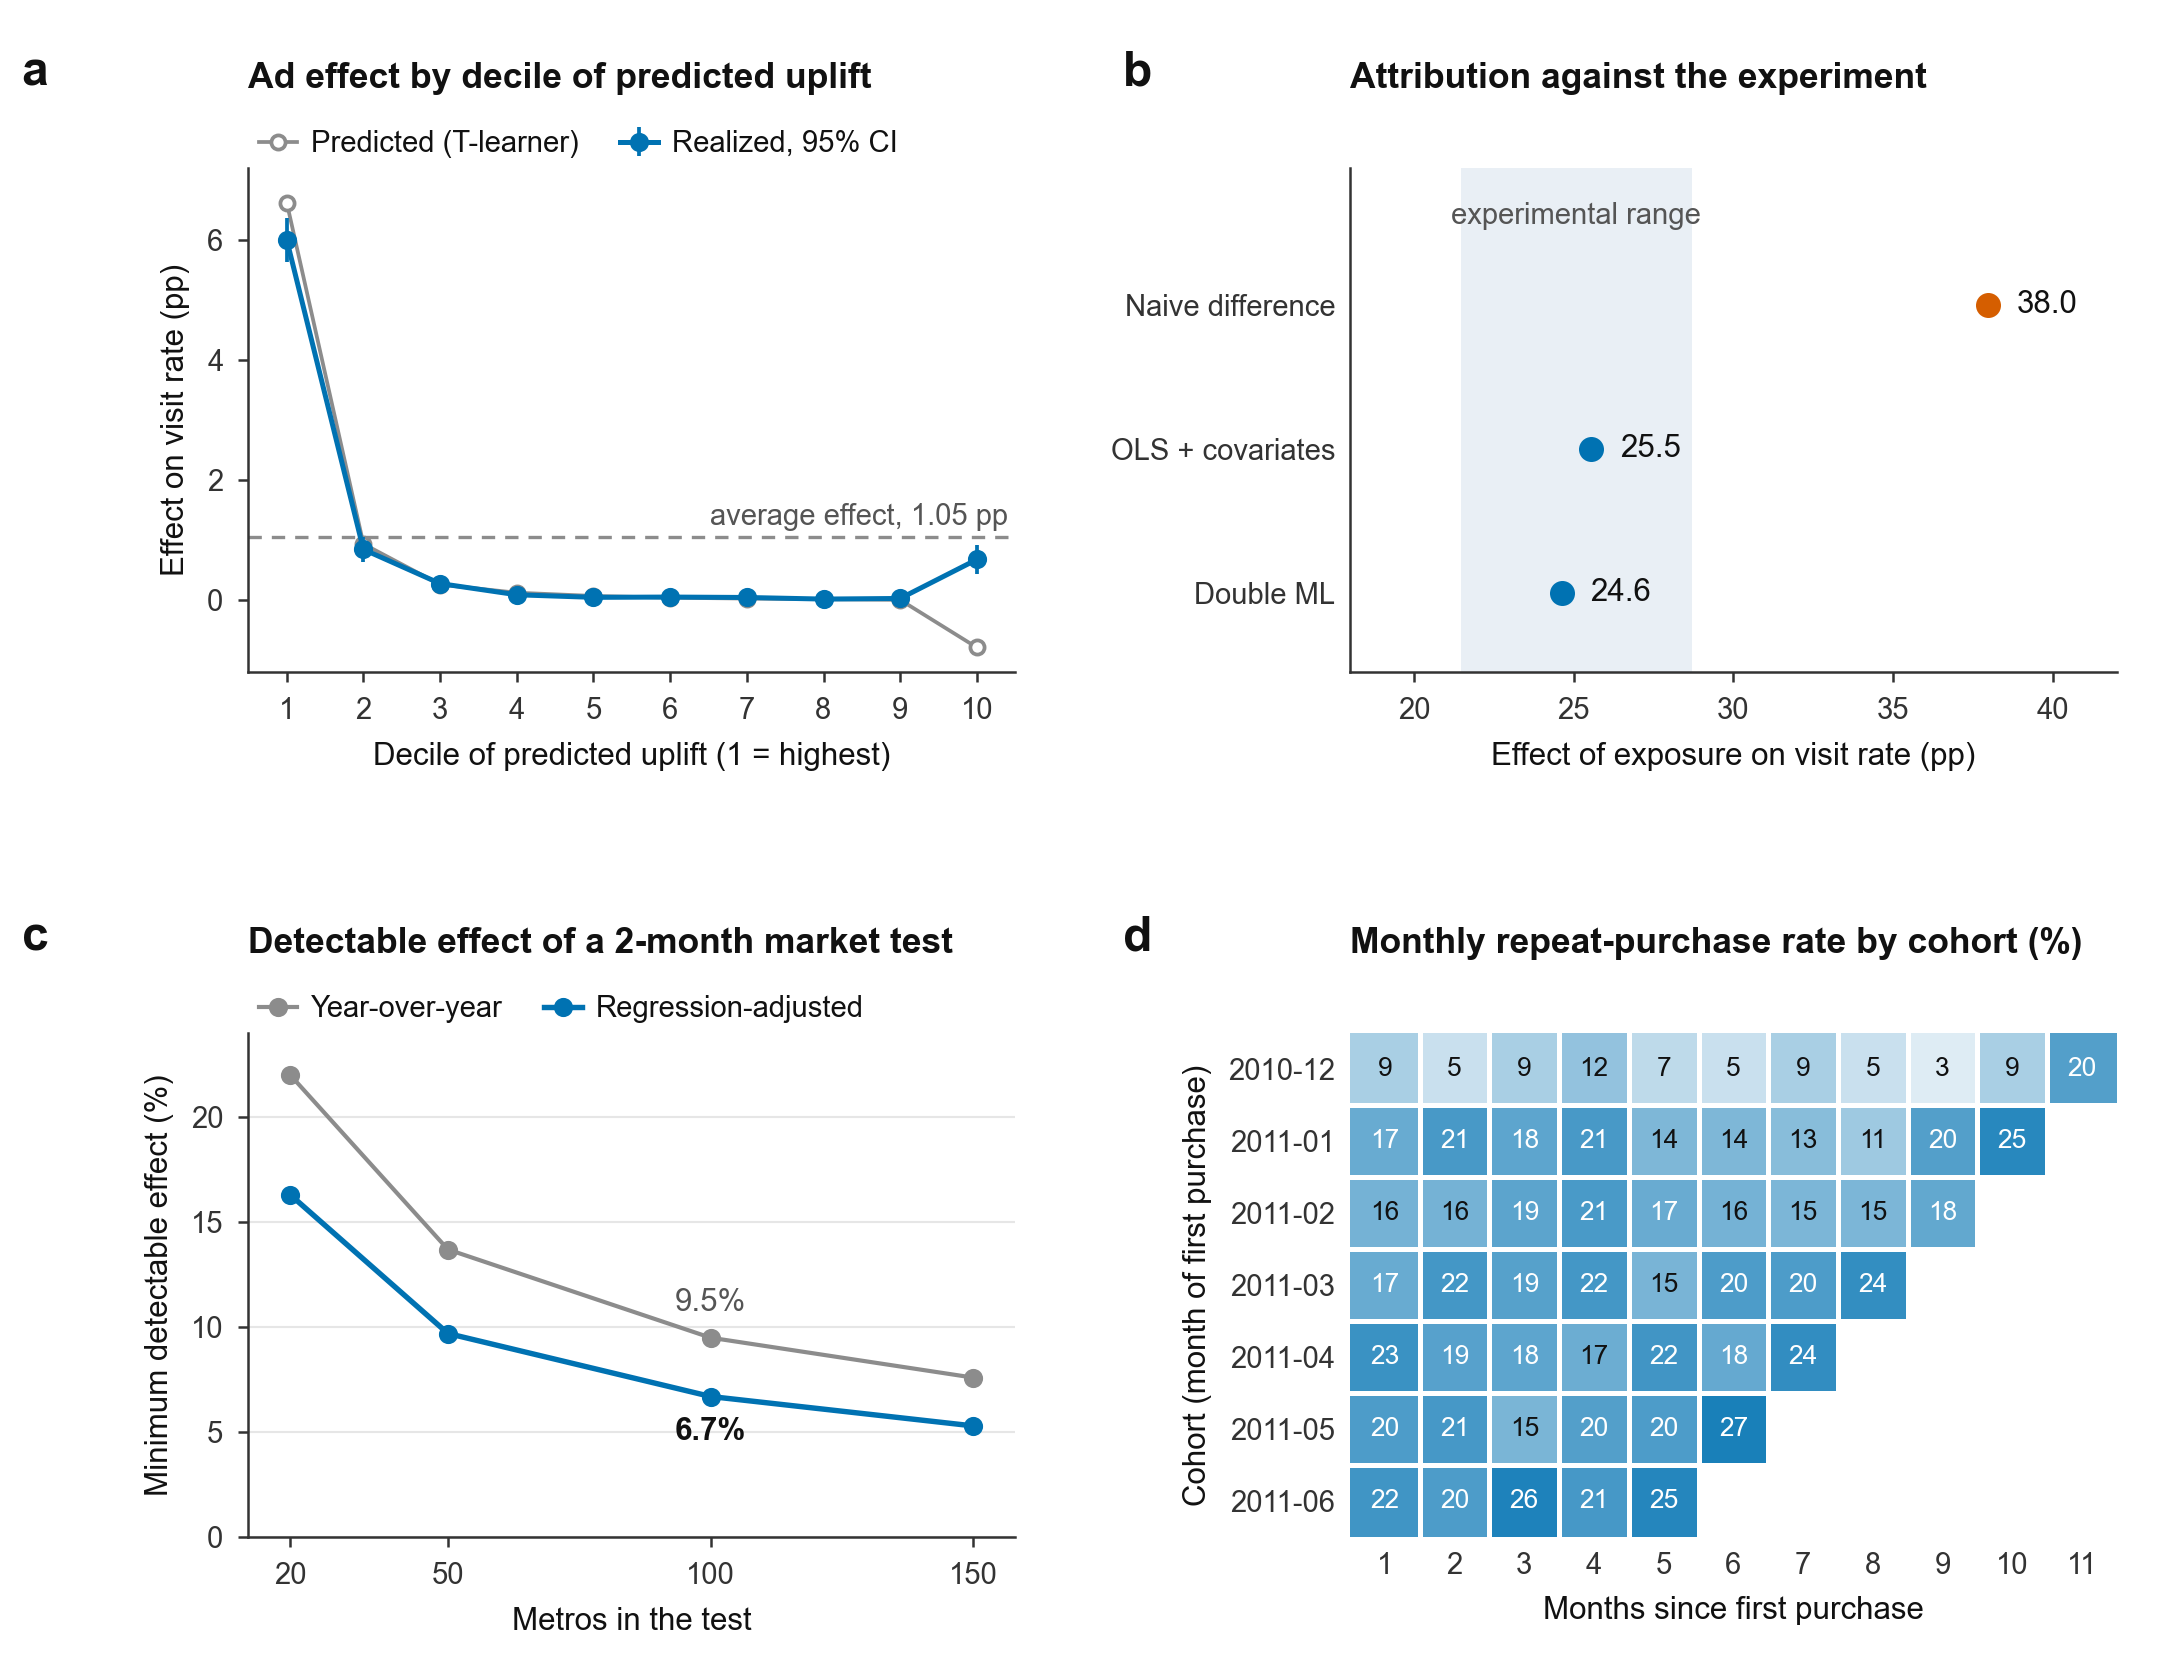 a
Ad effect by decile of predicted uplift
Predicted (T-learner) Realized, 95% CI
Effect on visit rate (pp)
6
4
2
0
average effect, 1.05 pp
1 2 3 4 5 6 7 8 9 10
Decile of predicted uplift (1 = highest)
b
Attribution against the experiment
experimental range
Naive difference 38.0
OLS + covariates 25.5
Double ML 24.6
20 25 30 35 40
Effect of exposure on visit rate (pp)
c
Detectable effect of a 2-month market test
Year-over-year Regression-adjusted
Minimum detectable effect (%)
20
15
10
5
0
9.5%
6.7%
20 50 100 150
Metros in the test
d
Monthly repeat-purchase rate by cohort (%)
Cohort (month of first purchase)
2010-12 9 5 9 12 7 5 9 5 3 9 20
2011-01 17 21 18 21 14 14 13 11 20 25
2011-02 16 16 19 21 17 16 15 15 18
2011-03 17 22 19 22 15 20 20 24
2011-04 23 19 18 17 22 18 24
2011-05 20 21 15 20 20 27
2011-06 22 20 26 21 25
1 2 3 4 5 6 7 8 9 10 11
Months since first purchase